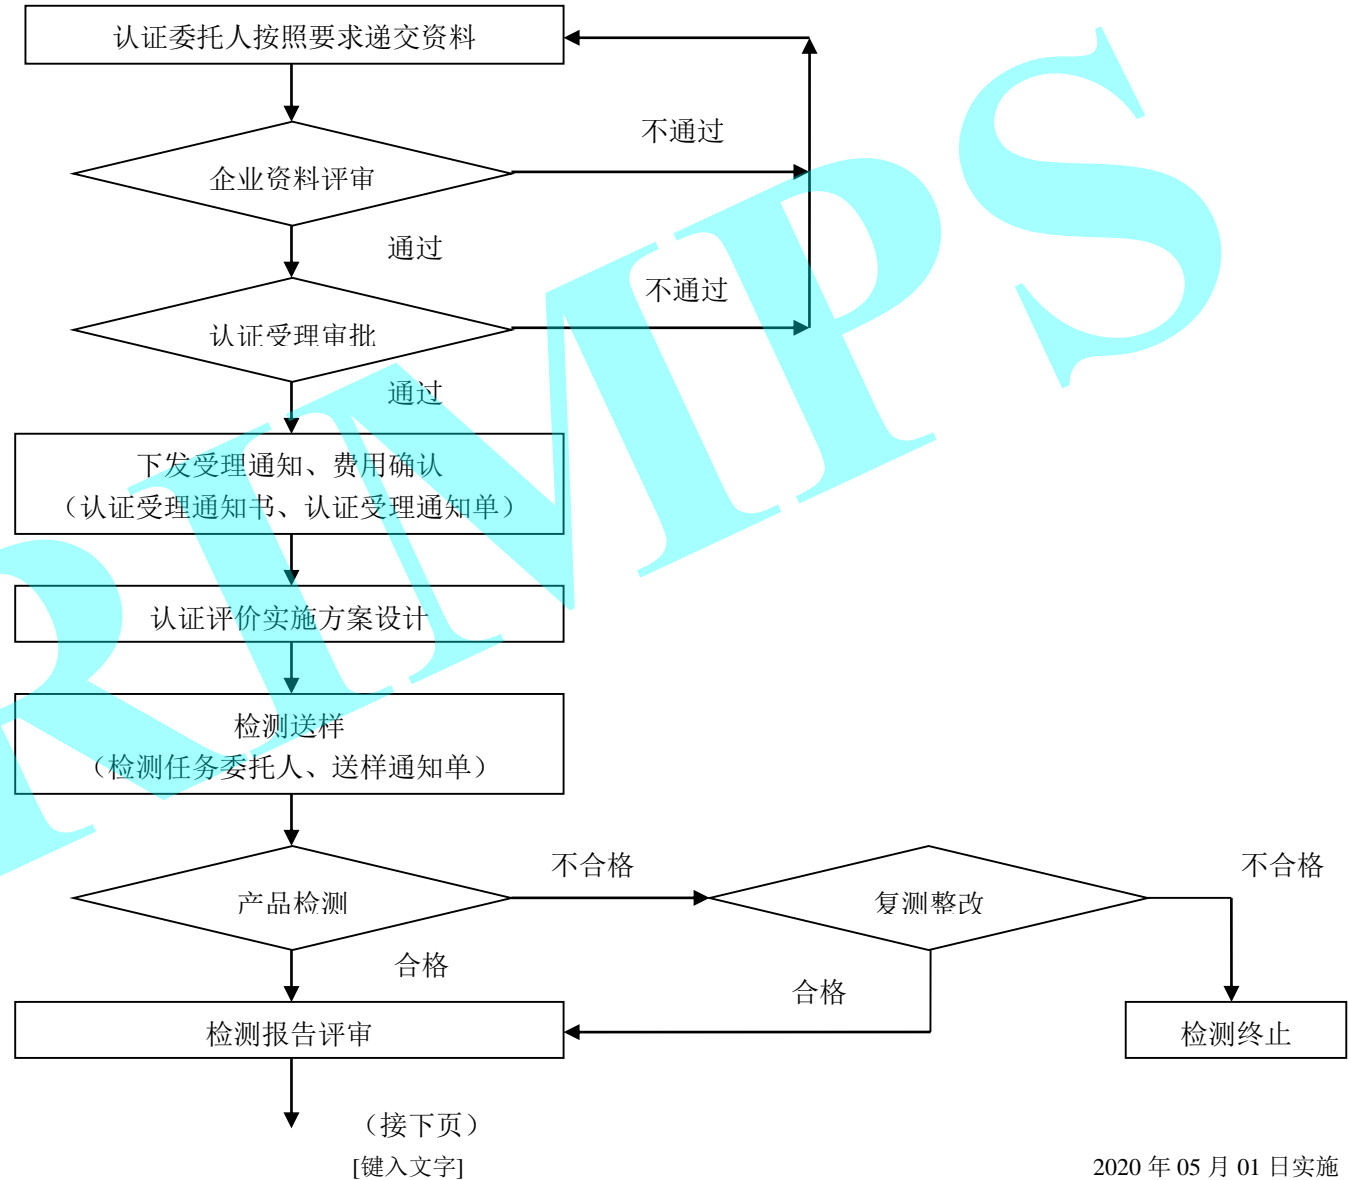 认证委托人按照要求递交资料
不通过
企业资料评审
通过
不通过
认证受理审批
通过
下发受理通知、费用确认
（认证受理通知书、认证受理通知单）
认证评价实施方案设计
检测送样
（检测任务委托人、送样通知单）
不合格
不合格
产品检测
复测整改
合格
合格
检测报告评审
检测终止
（接下页）
[键入文字]
2020 年 05 月 01 日实施
RIMPS